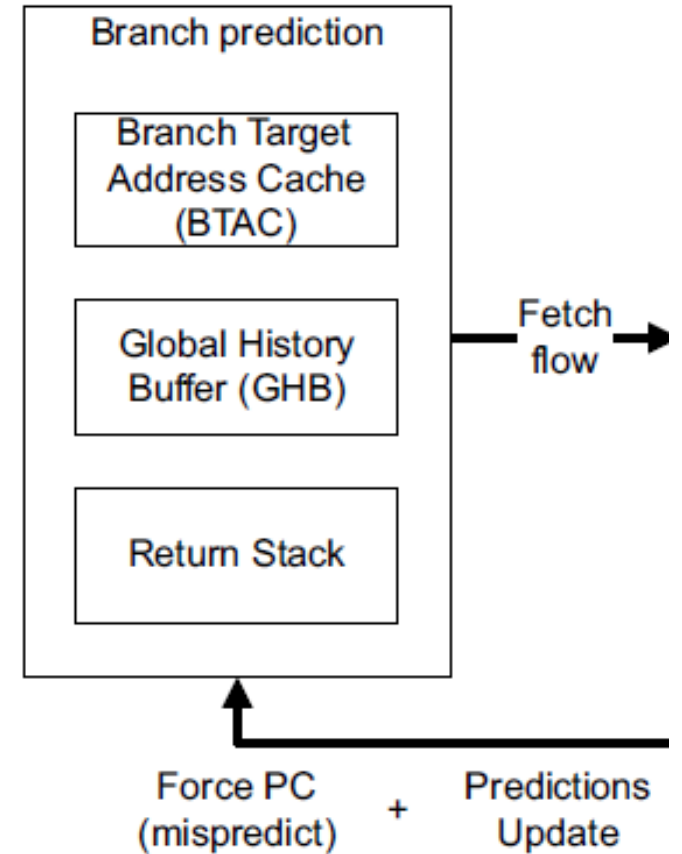 Branch prediction
Branch Target
Address Cache
(BTAC)
Global History
Buffer (GHB)
Return Stack
Fetch
flow
Force PC
(mispredict)
+
Predictions
Update